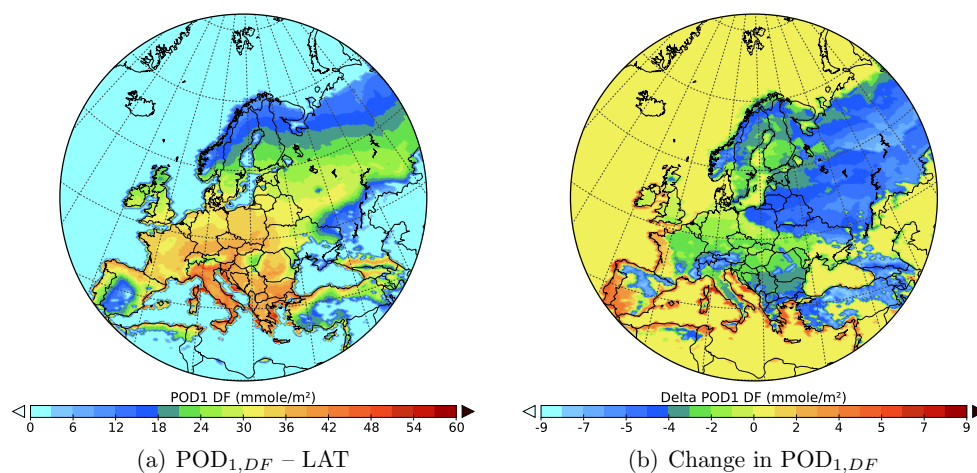 POD1 DF (mmole/m²)
0 6 12 18 24 30 36 42 48 54 60
(a) POD₁,DF – LAT
Delta POD1 DF (mmole/m²)
-9 -7 -5 -4 -2 0 2 4 5 7 9
(b) Change in POD₁,DF